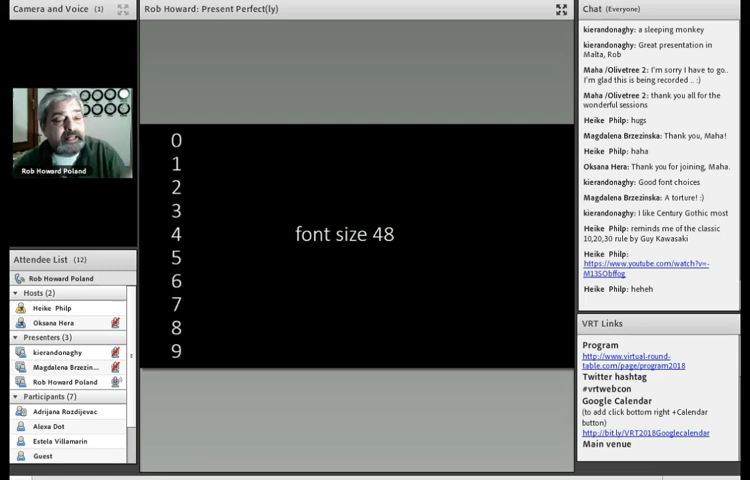 Camera and Voice (1)
Rob Howard Poland
Attendee List (12)
Rob Howard Poland
Hosts (2)
Heike Philp
Oksana Hera
Presenters (3)
kierandonaghy
Magdalena Brzezin...
Rob Howard Poland
Participants (7)
Adrijana Rozdijevac
Alexa Dot
Estela Villamarin
Guest
Rob Howard: Present Perfect(ly)
0
1
2
3
4
5
6
7
8
9
font size 48
Chat (Everyone)
kierandonaghy: a sleeping monkey
kierandonaghy: Great presentation in
Malta, Rob
Maha /Olivetree 2: I'm sorry I have to go..
I'm glad this is being recorded .. :)
Maha /Olivetree 2: thank you all for the
wonderful sessions
Heike Philp: hugs
Magdalena Brzezinska: Thank you, Maha!
Heike Philp: haha
Oksana Hera: Thank you for joining, Maha.
kierandonaghy: Good font choices
Magdalena Brzezinska: A torture! :)
kierandonaghy: I like Century Gothic most
Heike Philp: reminds me of the classic
10,20,30 rule by Guy Kawasaki
Heike Philp:
https://www.youtube.com/watch?v=-
M13SObffog
Heike Philp: heheh
VRT Links
Program
http://www.virtual-round-
table.com/page/program2018
Twitter hashtag
#vrtwebcon
Google Calendar
(to add click bottom right +Calendar
button)
http://bit.ly/VRT2018Googlecalendar
Main venue